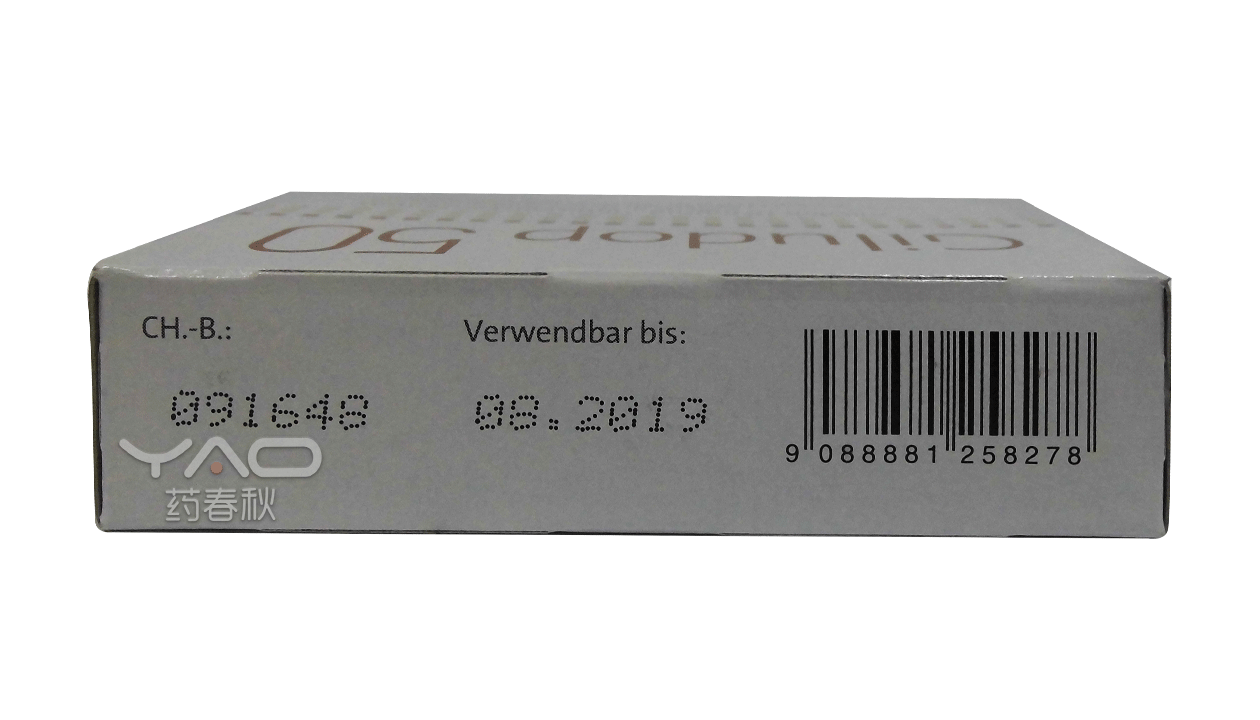 Giludop 50
CH.-B.:
Verwendbar bis:
091648
08.2019
9 088881 258278
YAO
药春秋